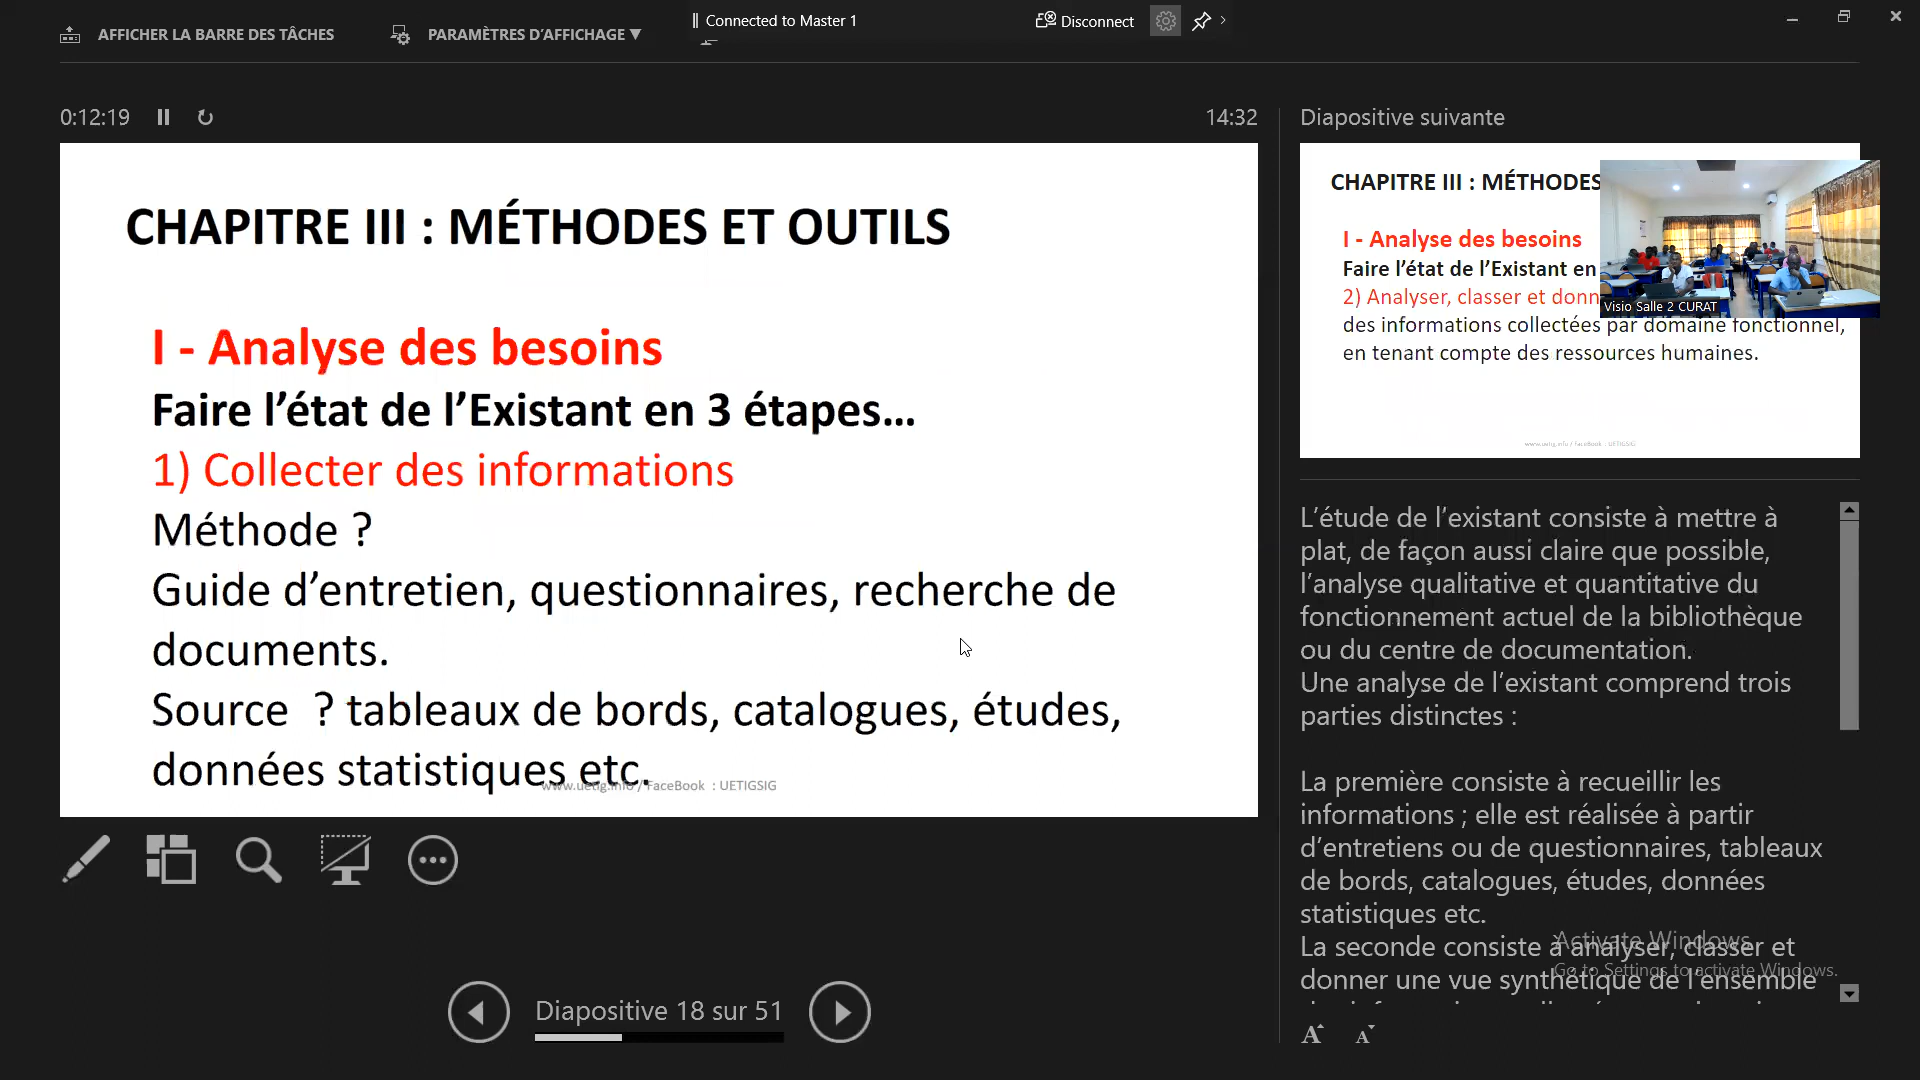 AFFICHER LA BARRE DES TÂCHES
PARAMÈTRES D'AFFICHAGE ▼
Connected to Master 1
Disconnect
0:12:19
14:32
Diapositive suivante
CHAPITRE III : MÉTHODES ET OUTILS
I - Analyse des besoins
Faire l’état de l’Existant en 3 étapes…
1) Collecter des informations
Méthode ?
Guide d’entretien, questionnaires, recherche de
documents.
Source ? tableaux de bords, catalogues, études,
données statistiques etc.
www.uetig.info / FaceBook : UETIGSIG
CHAPITRE III : MÉTHODES
I - Analyse des besoins
Faire l’état de l’Existant en
2) Analyser, classer et donn
des informations collectées par domaine fonctionnel,
en tenant compte des ressources humaines.
www.uetig.info / FaceBook : UETIGSIG
Visio Salle 2 CURAT
L’étude de l’existant consiste à mettre à
plat, de façon aussi claire que possible,
l’analyse qualitative et quantitative du
fonctionnement actuel de la bibliothèque
ou du centre de documentation.
Une analyse de l’existant comprend trois
parties distinctes :
La première consiste à recueillir les
informations ; elle est réalisée à partir
d’entretiens ou de questionnaires, tableaux
de bords, catalogues, études, données
statistiques etc.
La seconde consiste à analyser, classer et
donner une vue synthétique de l’ensemble
Activate Windows
Go to Settings to activate Windows.
Diapositive 18 sur 51